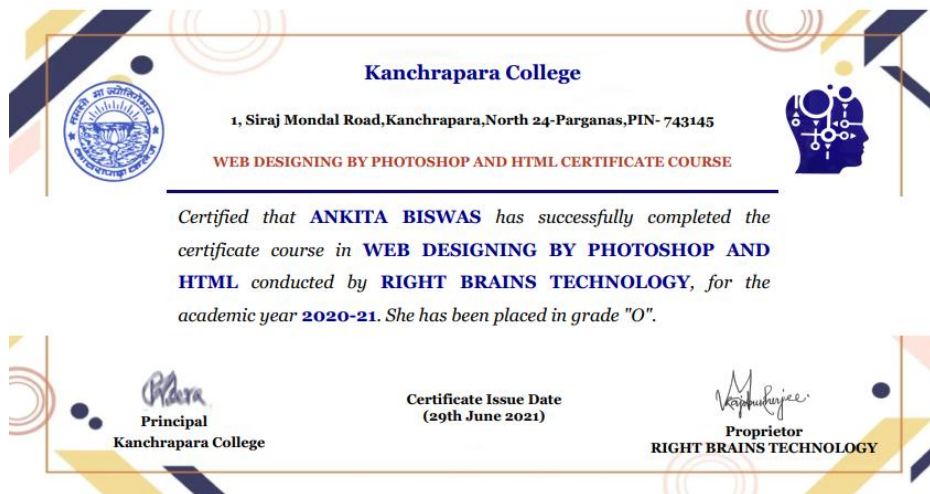 Kanchrapara College
1, Siraj Mondal Road,Kanchrapara,North 24-Parganas,PIN- 743145
WEB DESIGNING BY PHOTOSHOP AND HTML CERTIFICATE COURSE
Certified that ANKITA BISWAS has successfully completed the
certificate course in WEB DESIGNING BY PHOTOSHOP AND
HTML conducted by RIGHT BRAINS TECHNOLOGY, for the
academic year 2020-21. She has been placed in grade "O".
Principal
Kanchrapara College
Certificate Issue Date
(29th June 2021)
Proprietor
RIGHT BRAINS TECHNOLOGY